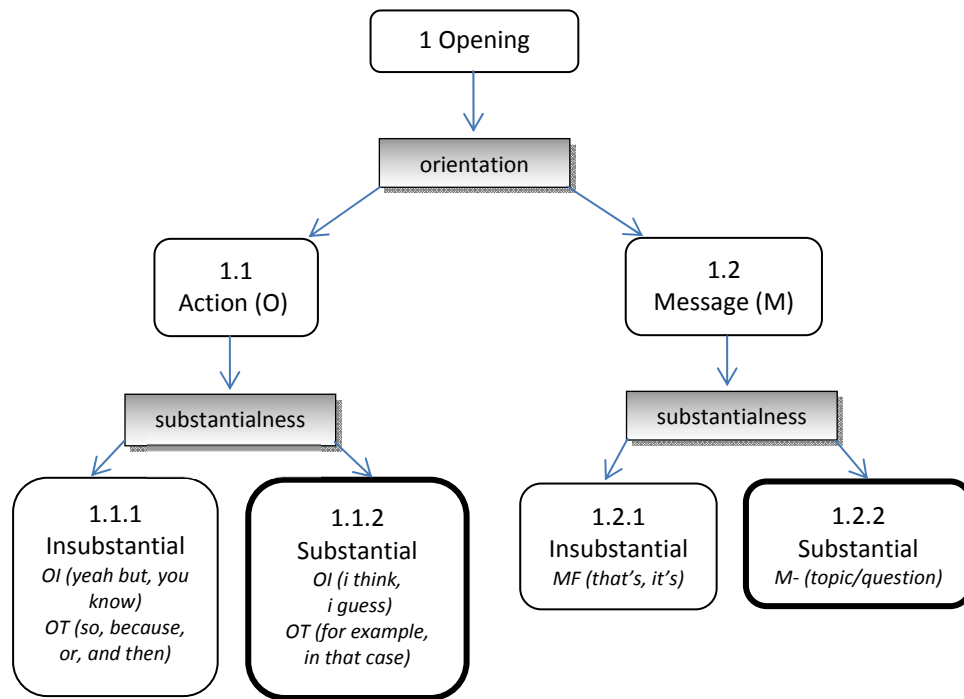 1 Opening
orientation
1.1
Action (O)
1.2
Message (M)
substantialness
substantialness
1.1.1
Insubstantial
OI (yeah but, you
know)
OT (so, because,
or, and then)
1.1.2
Substantial
OI (i think,
i guess)
OT (for example,
in that case)
1.2.1
Insubstantial
MF (that’s, it’s)
1.2.2
Substantial
M- (topic/question)